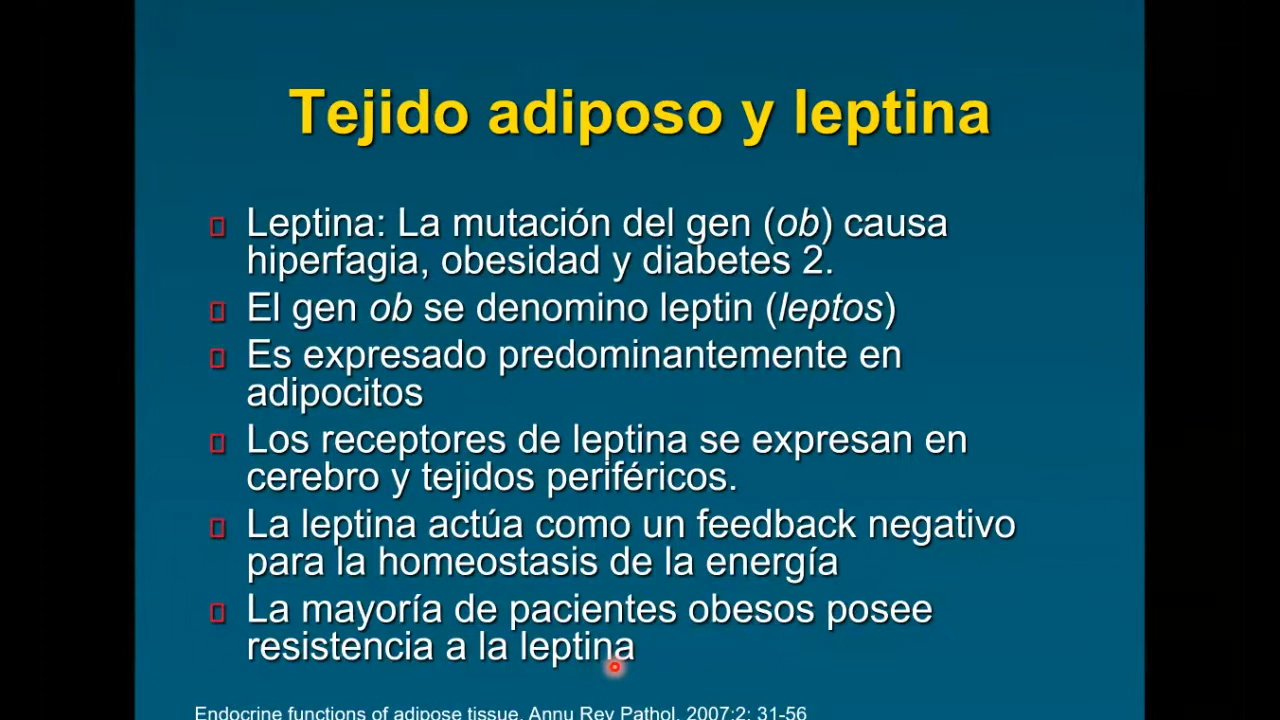 Tejido adiposo y leptina
Leptina: La mutación del gen (ob) causa
hiperfagia, obesidad y diabetes 2.
El gen ob se denomino leptin (leptos)
Es expresado predominantemente en
adipocitos
Los receptores de leptina se expresan en
cerebro y tejidos periféricos.
La leptina actúa como un feedback negativo
para la homeostasis de la energía
La mayoría de pacientes obesos posee
resistencia a la leptina
Endocrine functions of adipose tissue. Annu Rev Pathol. 2007;2: 31-56